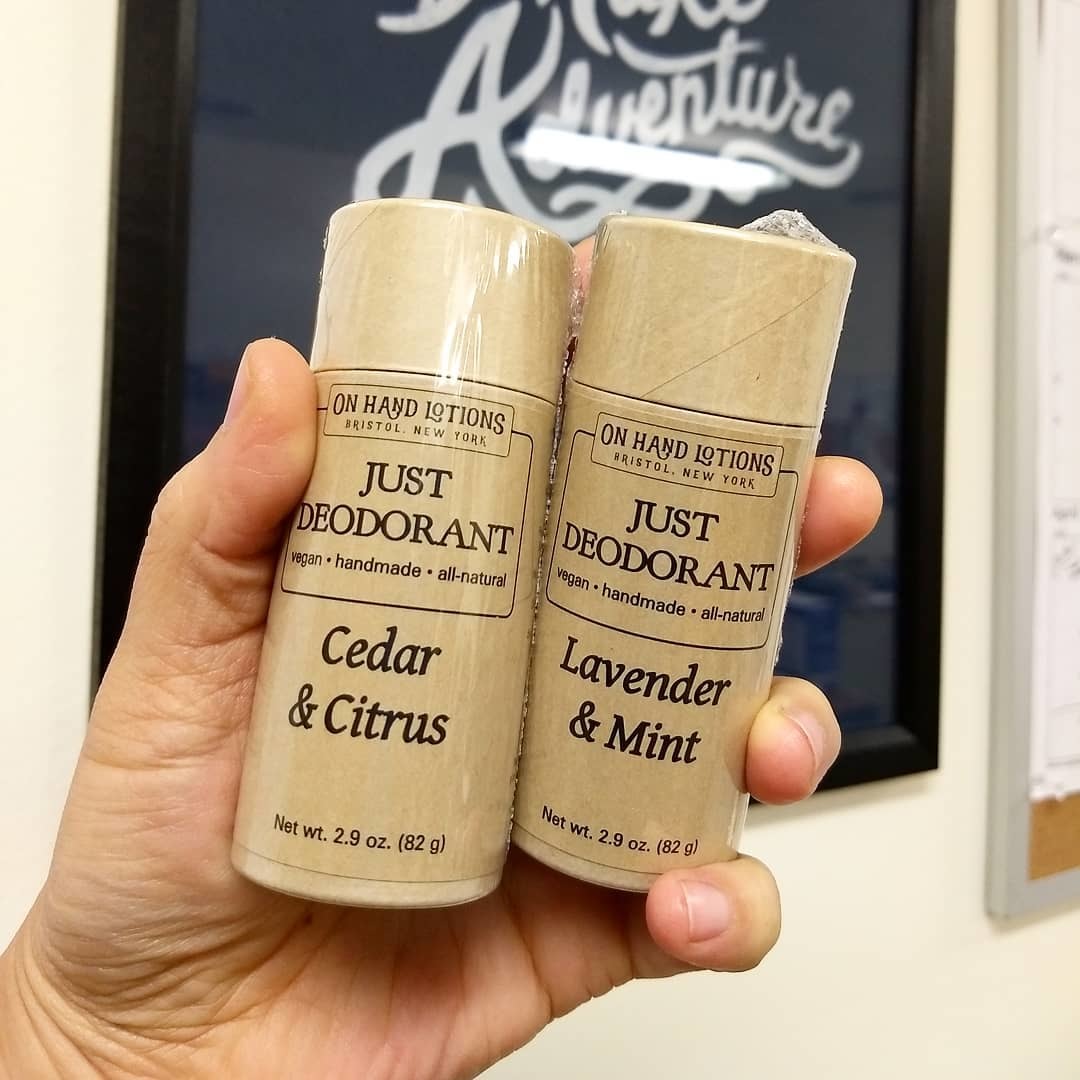 Adventure
ON HAND LOTIONS
BRISTOL, NEW YORK
JUST
DEODORANT
vegan • handmade • all-natural
Cedar
& Citrus
Net wt. 2.9 oz. (82 g)
ON HAND LOTIONS
BRISTOL, NEW YORK
JUST
DEODORANT
vegan • handmade • all-natural
Lavender
& Mint
Net wt. 2.9 oz. (82 g)